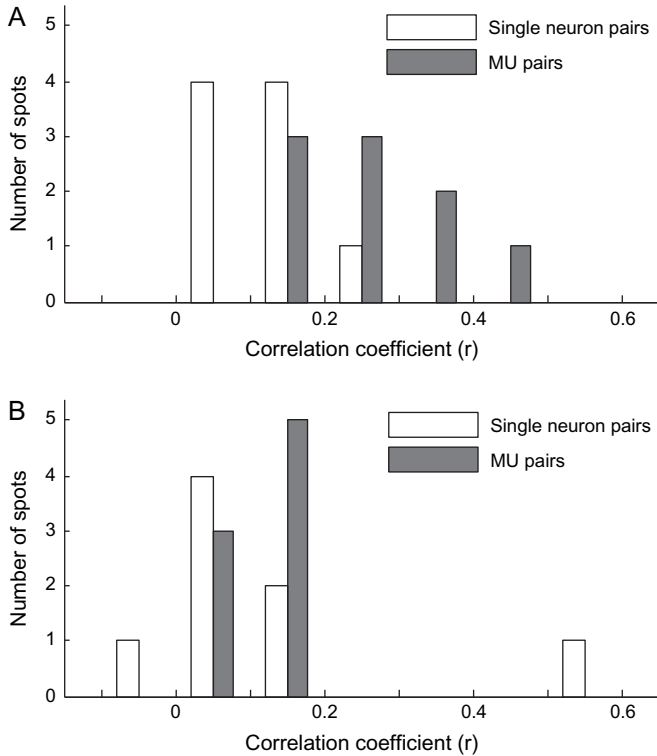 A
Single neuron pairs
MU pairs
Number of spots
5
4
3
2
1
0
0 0.2 0.4 0.6
Correlation coefficient (r)
B
Single neuron pairs
MU pairs
Number of spots
5
4
3
2
1
0
0 0.2 0.4 0.6
Correlation coefficient (r)